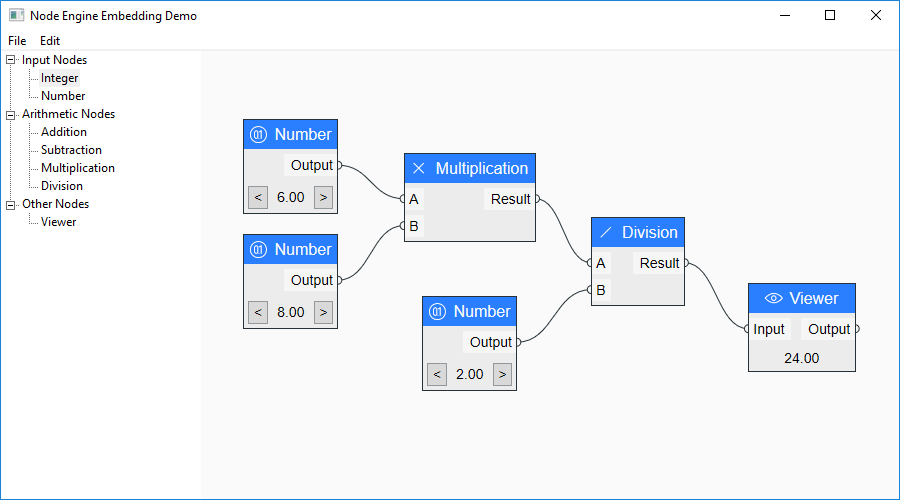 Node Engine Embedding Demo
File Edit
Input Nodes
Integer
Number
Arithmetic Nodes
Addition
Subtraction
Multiplication
Division
Other Nodes
Viewer
01 Number
Output
< 6.00 >
01 Number
Output
< 8.00 >
Multiplication
A Result
B
01 Number
Output
< 2.00 >
Division
A Result
B
Viewer
Input Output
24.00